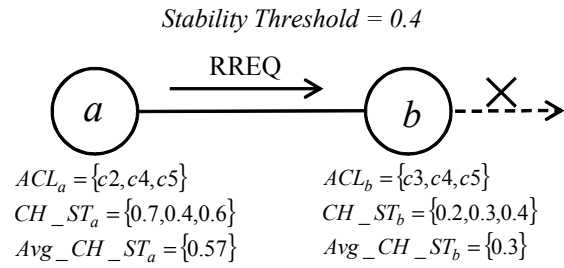 Stability Threshold = 0.4
RREQ
a
b
ACL_a = {c2,c4,c5}
ACL_b = {c3,c4,c5}
CH_ST_a = {0.7,0.4,0.6}
CH_ST_b = {0.2,0.3,0.4}
Avg_CH_ST_a = {0.57}
Avg_CH_ST_b = {0.3}